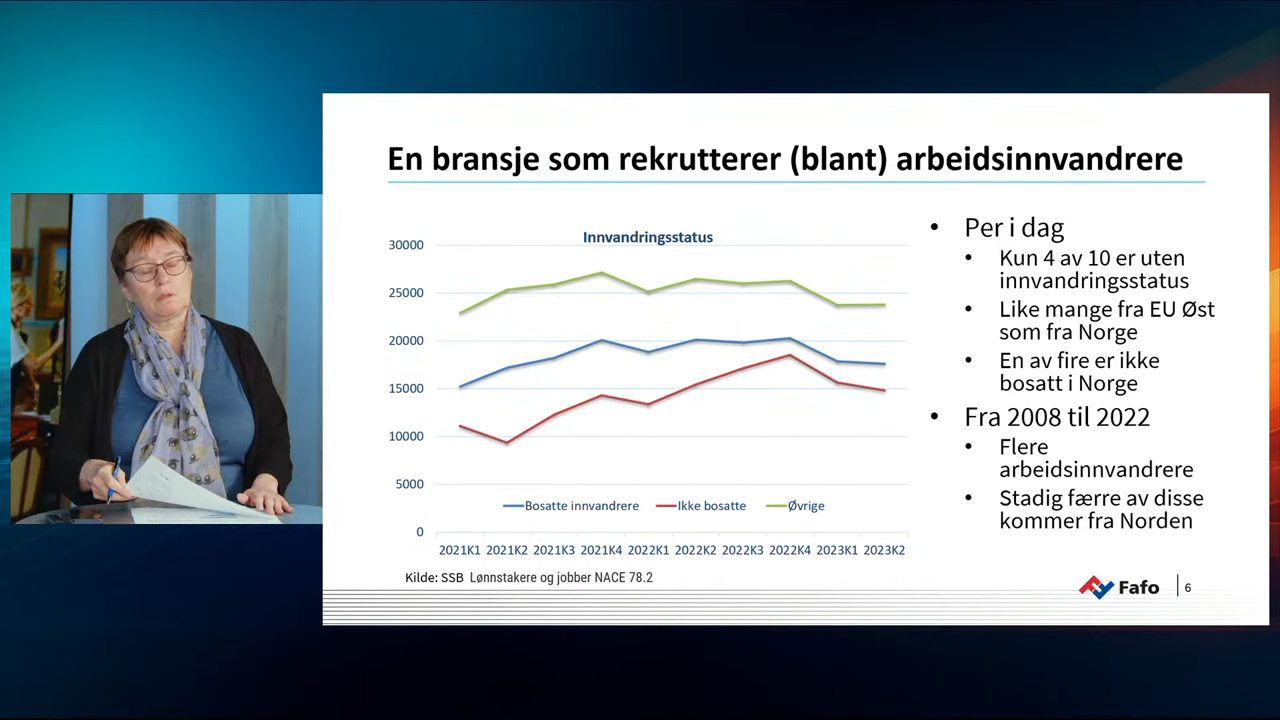 En bransje som rekrutterer (blant) arbeidsinnvandrere
Innvandringsstatus
30000
25000
20000
15000
10000
5000
0
Bosatte innvandrere
Ikke bosatte
Øvrige
2021K1 2021K2 2021K3 2021K4 2022K1 2022K2 2022K3 2022K4 2023K1 2023K2
Kilde: SSB Lønnstakere og jobber NACE 78.2
• Per i dag
• Kun 4 av 10 er uten
innvandringsstatus
• Like mange fra EU Øst
som fra Norge
• En av fire er ikke
bosatt i Norge
• Fra 2008 til 2022
• Flere
arbeidsinnvandrere
• Stadig færre av disse
kommer fra Norden
Fafo
6